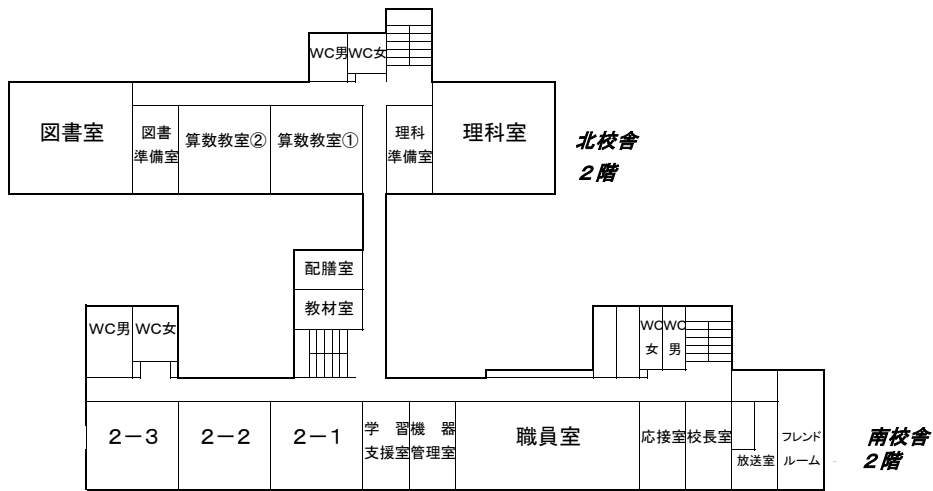 WC男
WC女
図書室
図書
準備室
算数教室②
算数教室①
理科
準備室
理科室
北校舎
２階
配膳室
教材室
WC男
WC女
WC
女
WC
男
２－３
２－２
２－１
学　習
支援室
機　器
管理室
職員室
応接室
校長室
放送室
フレンド
ルーム
南校舎
２階